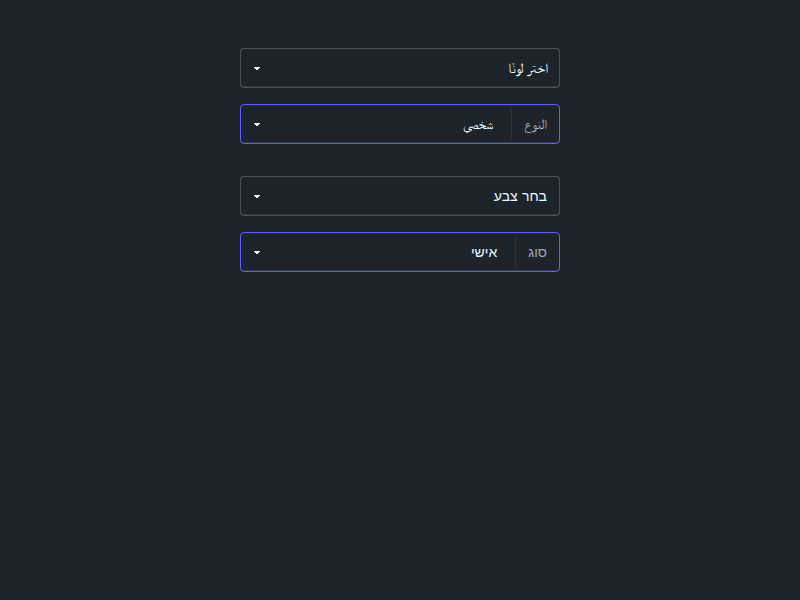 اختر لونًا
النوع شخصي
בחר צבע
סוג אישי